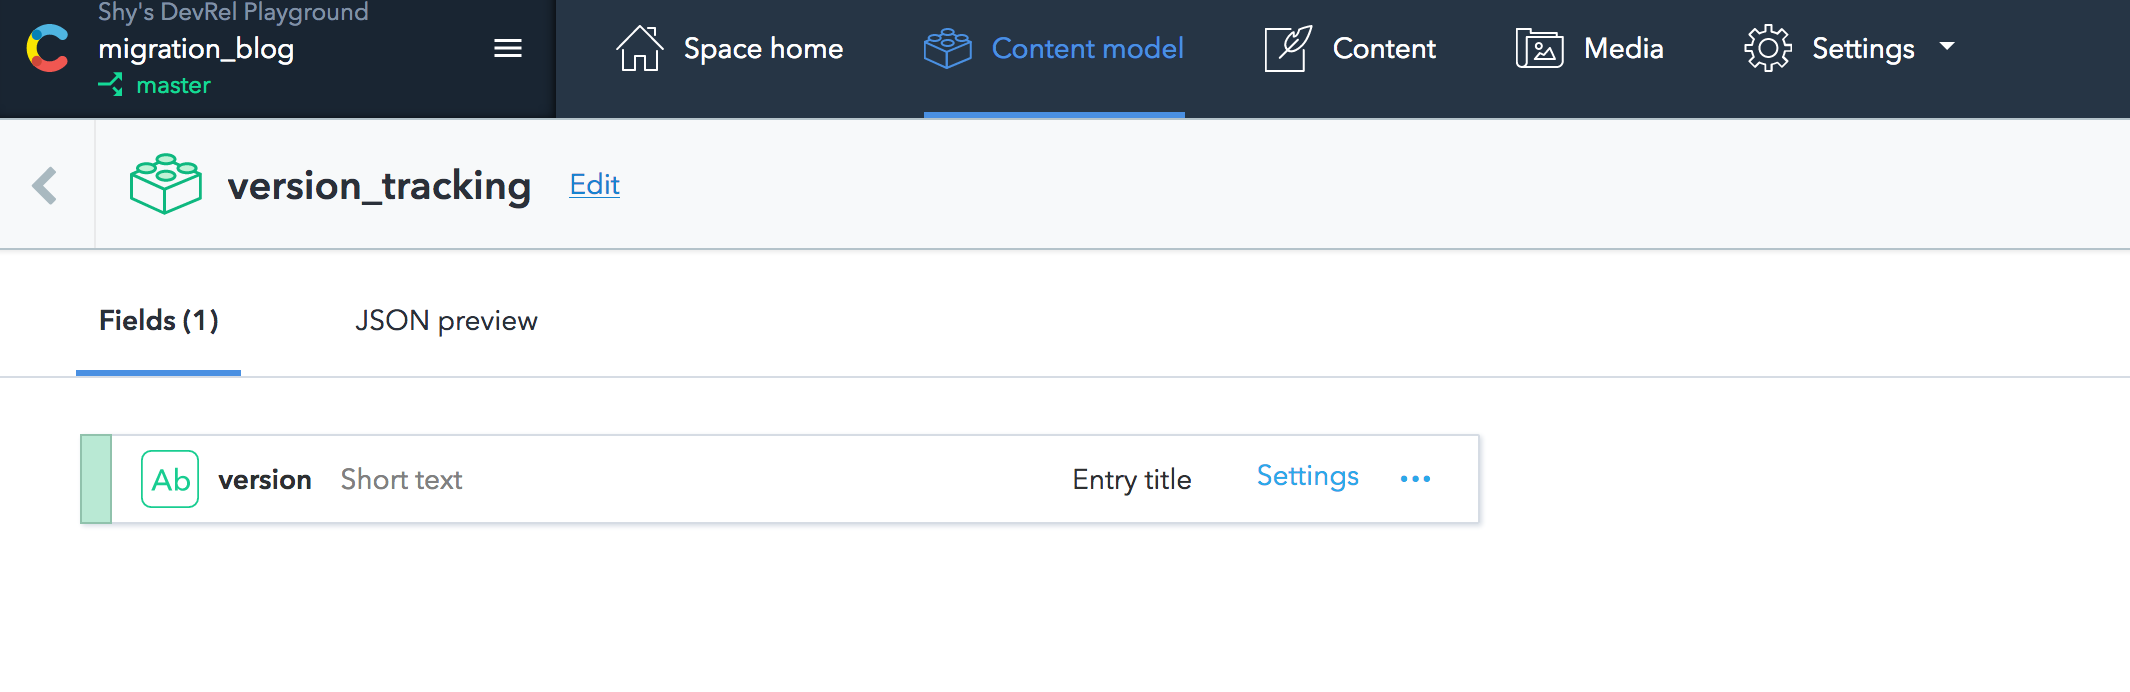 Shy's DevRel Playground
migration_blog
master
Space home
Content model
Content
Media
Settings
version_tracking
Edit
Fields (1)
JSON preview
Ab
version
Short text
Entry title
Settings